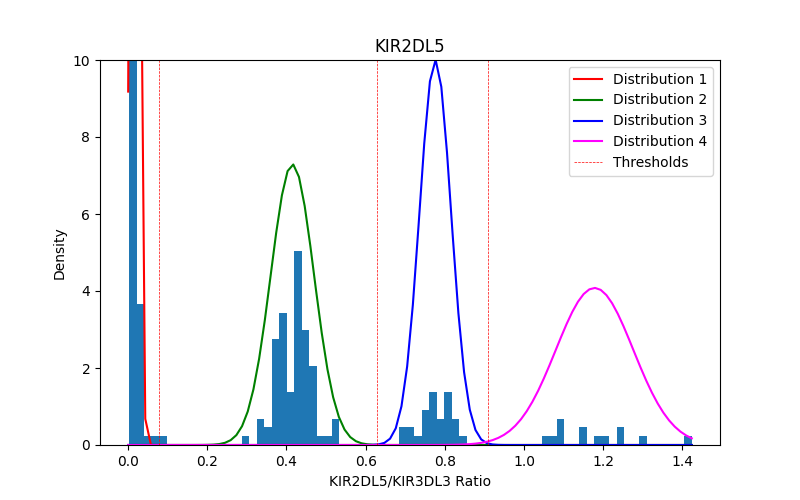 KIR2DL5
Distribution 1
Distribution 2
Distribution 3
Distribution 4
Thresholds
Density
10
8
6
4
2
0
0.0 0.2 0.4 0.6 0.8 1.0 1.2 1.4
KIR2DL5/KIR3DL3 Ratio